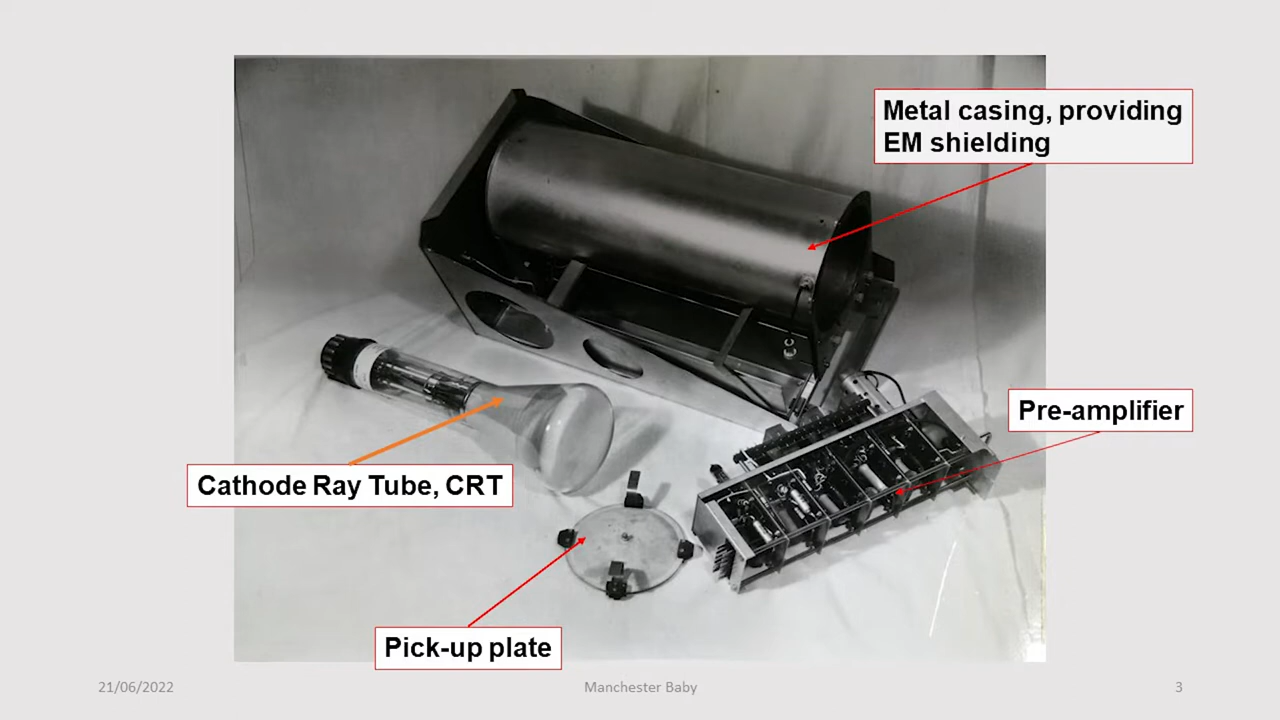 Metal casing, providing
EM shielding
Pre-amplifier
Cathode Ray Tube, CRT
Pick-up plate
21/06/2022
Manchester Baby
3